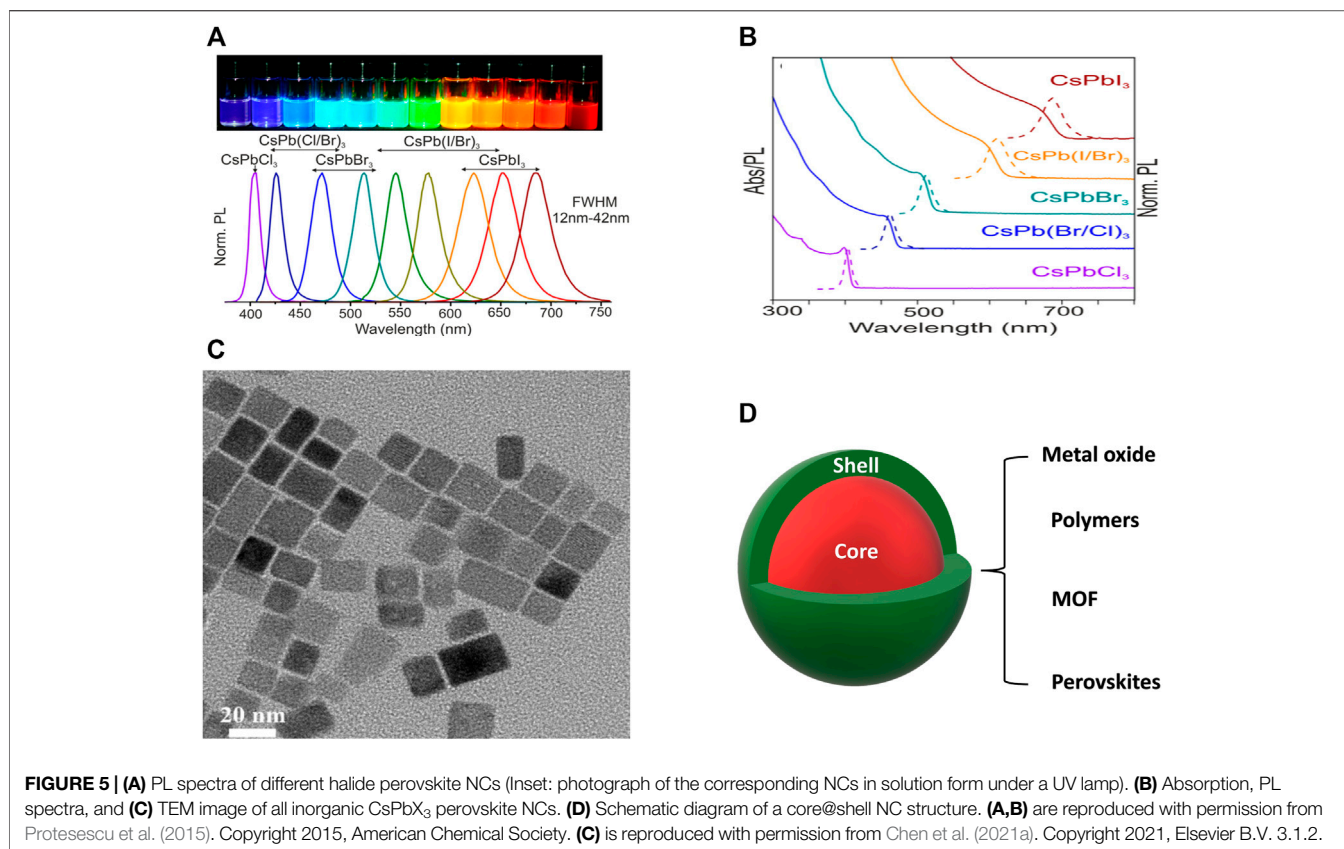 A
CsPb(Cl/Br)₃
CsPb(I/Br)₃
CsPbCl₃
CsPbBr₃
CsPbI₃
FWHM
12nm-42nm
Norm. PL
400 450 500 550 600 650 700 750
Wavelength (nm)
B
CsPbI₃
CsPb(I/Br)₃
CsPbBr₃
CsPb(Br/Cl)₃
CsPbCl₃
Abs/PL
Norm. PL
300 500 700
Wavelength (nm)
C
20 nm
D
Shell
Core
Metal oxide
Polymers
MOF
Perovskites
FIGURE 5 | (A) PL spectra of different halide perovskite NCs (Inset: photograph of the corresponding NCs in solution form under a UV lamp). (B) Absorption, PL
spectra, and (C) TEM image of all inorganic CsPbX₃ perovskite NCs. (D) Schematic diagram of a core@shell NC structure. (A,B) are reproduced with permission from
Protesescu et al. (2015). Copyright 2015, American Chemical Society. (C) is reproduced with permission from Chen et al. (2021a). Copyright 2021, Elsevier B.V. 3.1.2.